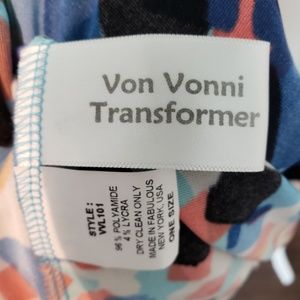 Von Vonni
Transformer
STYLE :
VVL101
96 % POLYAMIDE
4 % LYCRA
DRY CLEAN ONLY
MADE IN FABULOUS
NEW YORK, USA
ONE SIZE